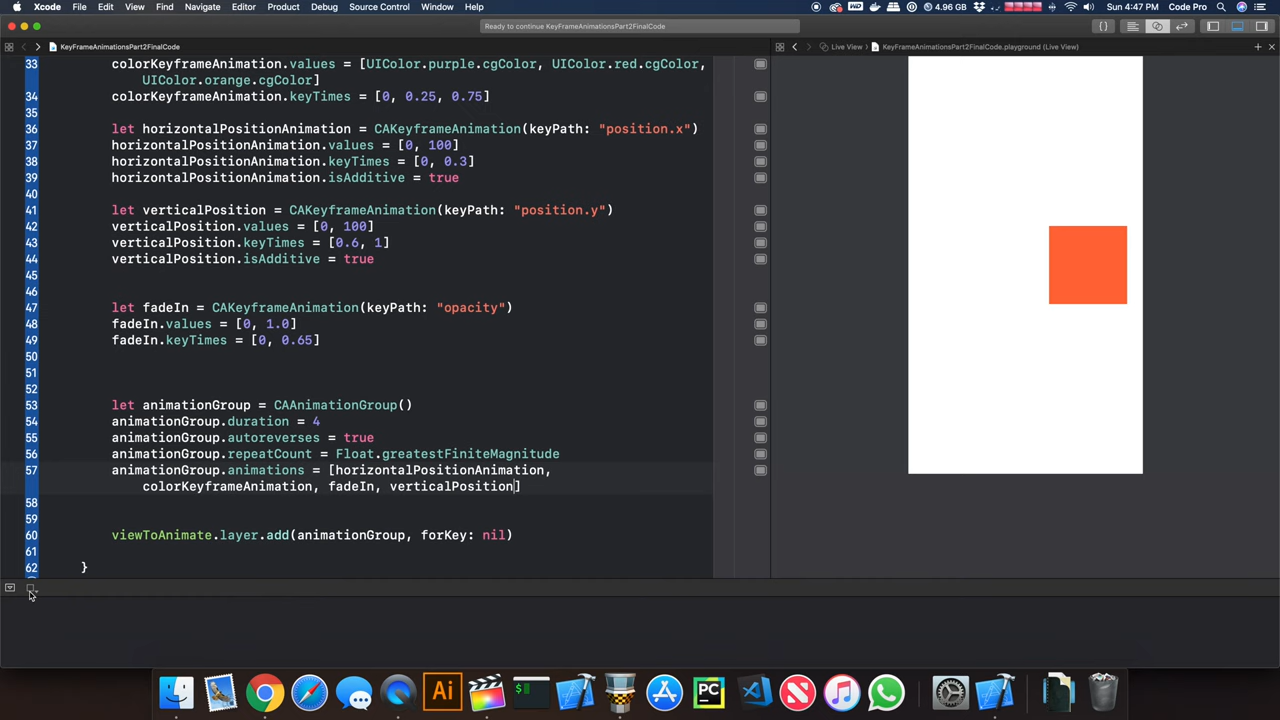 Xcode File Edit View Find Navigate Editor Product Debug Source Control Window Help 4.96 GB Sun 4:47 PM Code Pro
Ready to continue KeyFrameAnimationsPart2FinalCode
KeyFrameAnimationsPart2FinalCode
Live View KeyFrameAnimationsPart2FinalCode.playground (Live View)
33 colorKeyframeAnimation.values = [UIColor.purple.cgColor, UIColor.red.cgColor,
UIColor.orange.cgColor]
34 colorKeyframeAnimation.keyTimes = [0, 0.25, 0.75]
35
36 let horizontalPositionAnimation = CAKeyframeAnimation(keyPath: "position.x")
37 horizontalPositionAnimation.values = [0, 100]
38 horizontalPositionAnimation.keyTimes = [0, 0.3]
39 horizontalPositionAnimation.isAdditive = true
40
41 let verticalPosition = CAKeyframeAnimation(keyPath: "position.y")
42 verticalPosition.values = [0, 100]
43 verticalPosition.keyTimes = [0.6, 1]
44 verticalPosition.isAdditive = true
45
46
47 let fadeIn = CAKeyframeAnimation(keyPath: "opacity")
48 fadeIn.values = [0, 1.0]
49 fadeIn.keyTimes = [0, 0.65]
50
51
52
53 let animationGroup = CAAnimationGroup()
54 animationGroup.duration = 4
55 animationGroup.autoreverses = true
56 animationGroup.repeatCount = Float.greatestFiniteMagnitude
57 animationGroup.animations = [horizontalPositionAnimation,
colorKeyframeAnimation, fadeIn, verticalPosition]
58
59
60 viewToAnimate.layer.add(animationGroup, forKey: nil)
61
62 }
Ai
$
PC